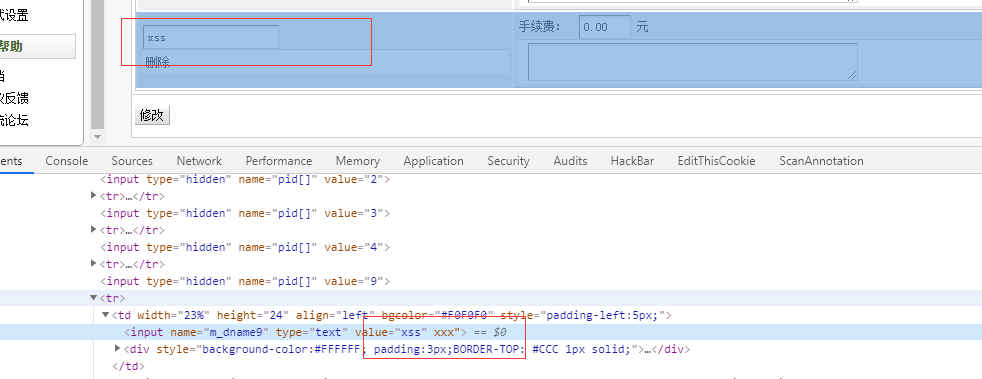 式设置
帮助
当
议反馈
流论坛
xss
删除
手续费： 0.00 元
修改
ents Console Sources Network Performance Memory Application Security Audits HackBar EditThisCookie ScanAnnotation
<input type="hidden" name="pid[]" value="2">
▶<tr>…</tr>
<input type="hidden" name="pid[]" value="3">
▶<tr>…</tr>
<input type="hidden" name="pid[]" value="4">
▶<tr>…</tr>
<input type="hidden" name="pid[]" value="9">
▼<tr>
▼<td width="23%" height="24" align="left" bgcolor="#F0F0F0" style="padding-left:5px;">
<input name="m_dname9" type="text" value="xss" xxx"> == $0
▶<div style="background-color:#FFFFFF; padding:3px;BORDER-TOP: #CCC 1px solid;">…</div>
</td>